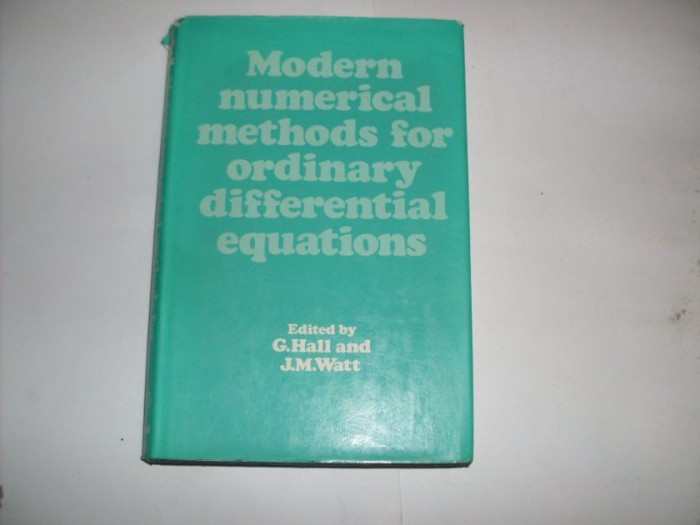 Modern
numerical
methods for
ordinary
differential
equations
Edited by
G.Hall and
J.M.Watt